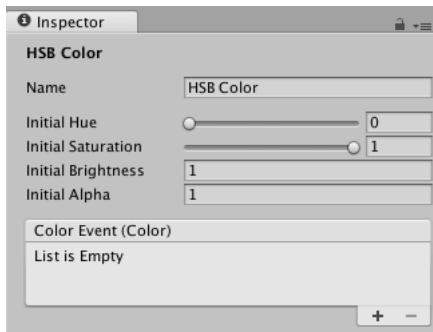 Inspector
HSB Color
Name HSB Color
Initial Hue 0
Initial Saturation 1
Initial Brightness 1
Initial Alpha 1
Color Event (Color)
List is Empty
+ −